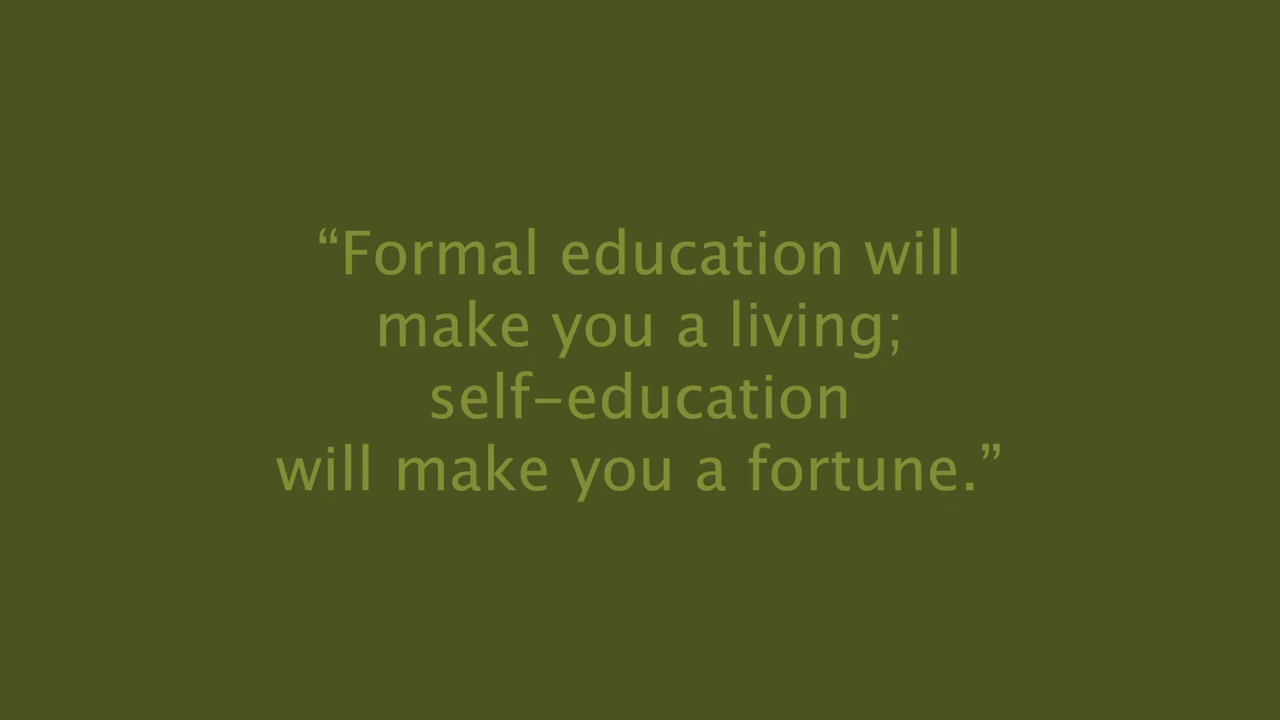 “Formal education will
make you a living;
self-education
will make you a fortune.”